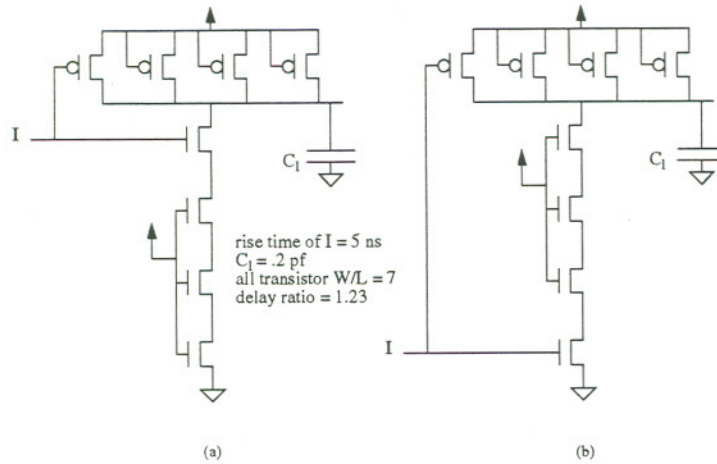 I
C₁
rise time of I = 5 ns
C₁ = .2 pf
all transistor W/L = 7
delay ratio = 1.23
(a)
C₁
I
(b)